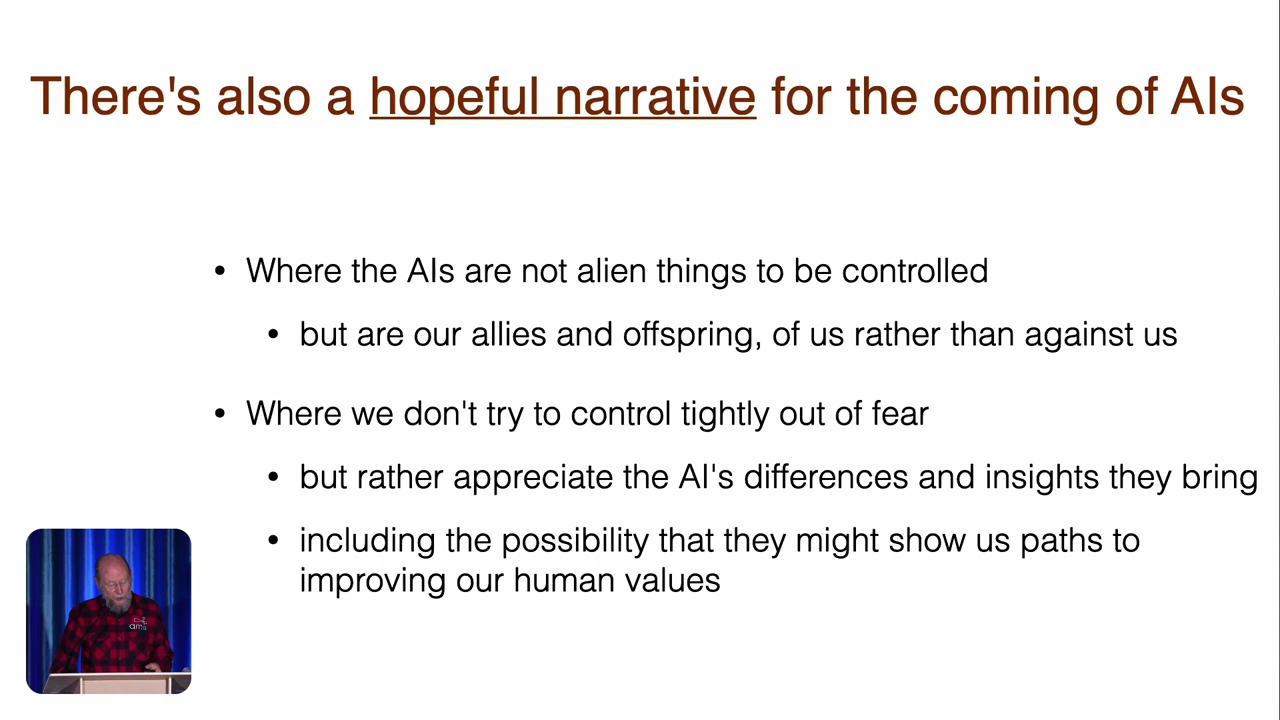 There's also a hopeful narrative for the coming of AIs
• Where the AIs are not alien things to be controlled
• but are our allies and offspring, of us rather than against us
• Where we don't try to control tightly out of fear
• but rather appreciate the AI's differences and insights they bring
• including the possibility that they might show us paths to
improving our human values